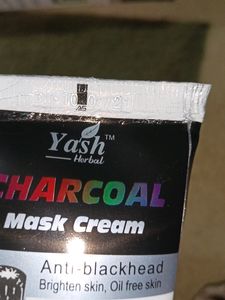 Yash™
Herbal
CHARCOAL
Mask Cream
Anti-blackhead
Brighten skin, Oil free skin